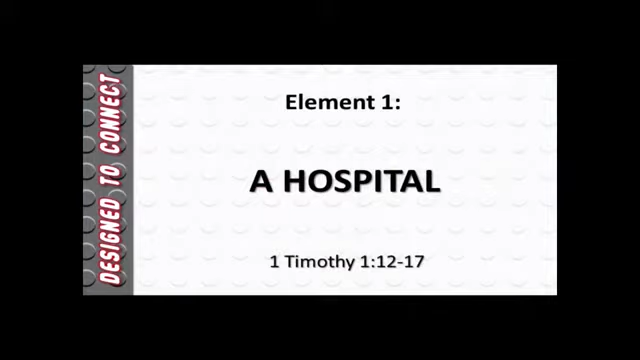 DESIGNED TO CONNECT
Element 1:
A HOSPITAL
1 Timothy 1:12-17